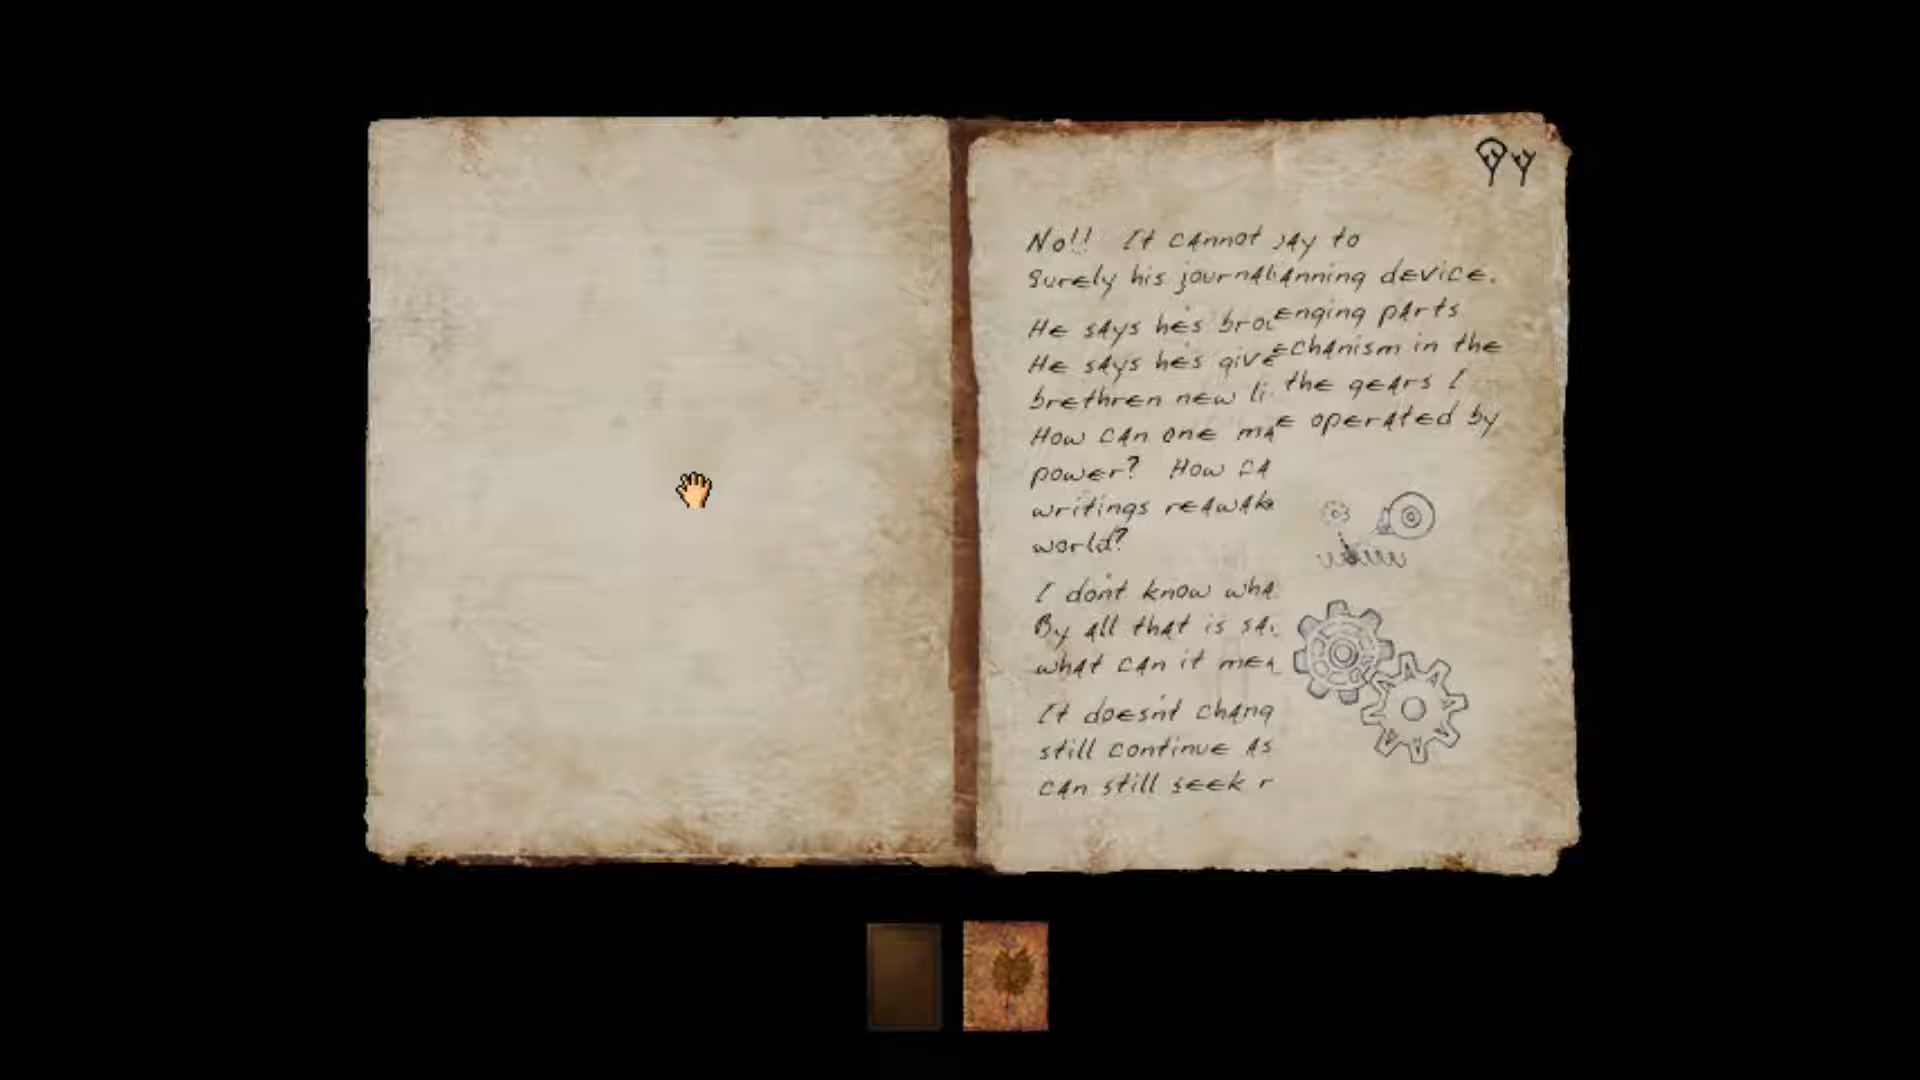 No!! It cannot say to
Surely his journal anning device.
He says he's bro enging parts
He says he's give echanism in the
brethren new li the gears I
How can one ma e operated by
power? How ca
writings reawake
world?
I don't know wha
By all that is sa
what can it mea
It doesn't chang
still continue as
can still seek r